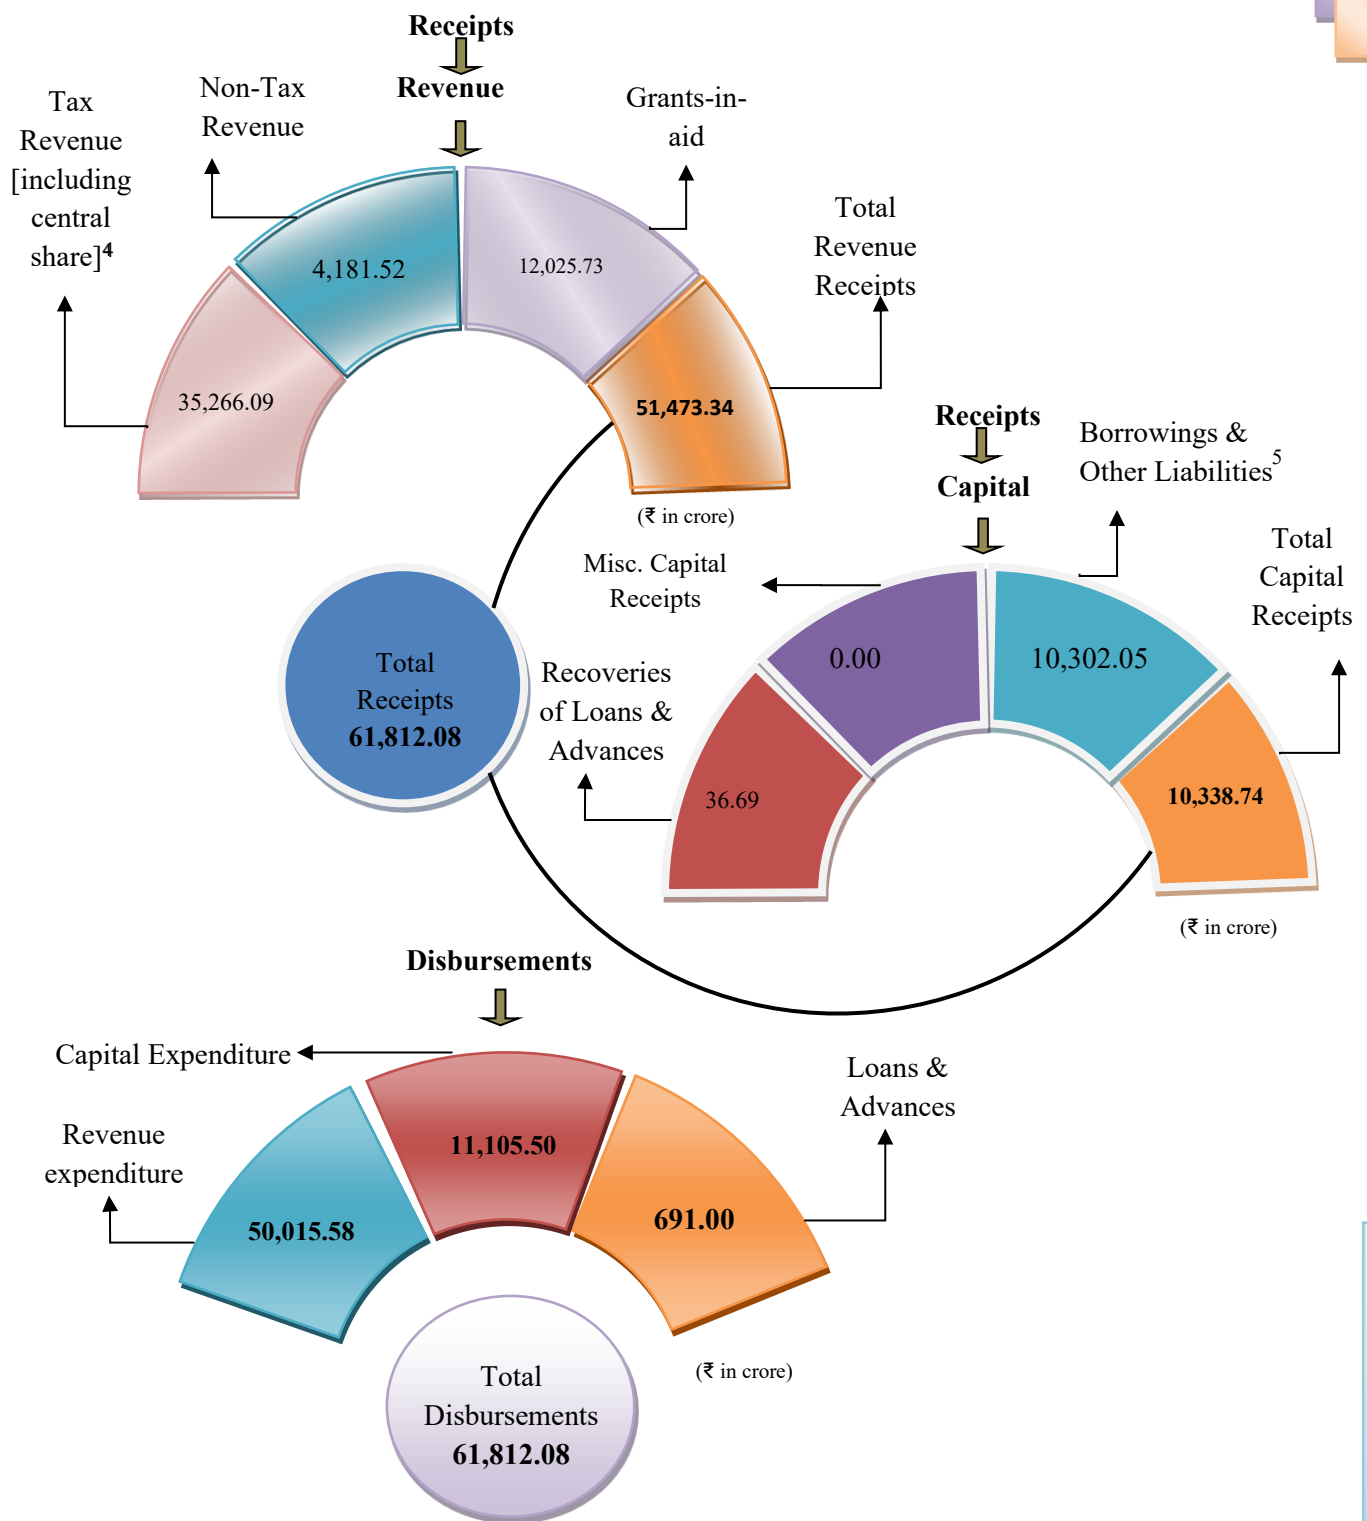 Receipts
Revenue
Tax
Revenue
[including
central
share]⁴
Non-Tax
Revenue
Grants-in-
aid
Total
Revenue
Receipts
35,266.09
4,181.52
12,025.73
51,473.34
(₹ in crore)
Receipts
Capital
Misc. Capital
Receipts
Borrowings &
Other Liabilities⁵
Total
Capital
Receipts
Recoveries
of Loans &
Advances
36.69
0.00
10,302.05
10,338.74
(₹ in crore)
Total
Receipts
61,812.08
Disbursements
Capital Expenditure
Revenue
expenditure
Loans &
Advances
50,015.58
11,105.50
691.00
(₹ in crore)
Total
Disbursements
61,812.08